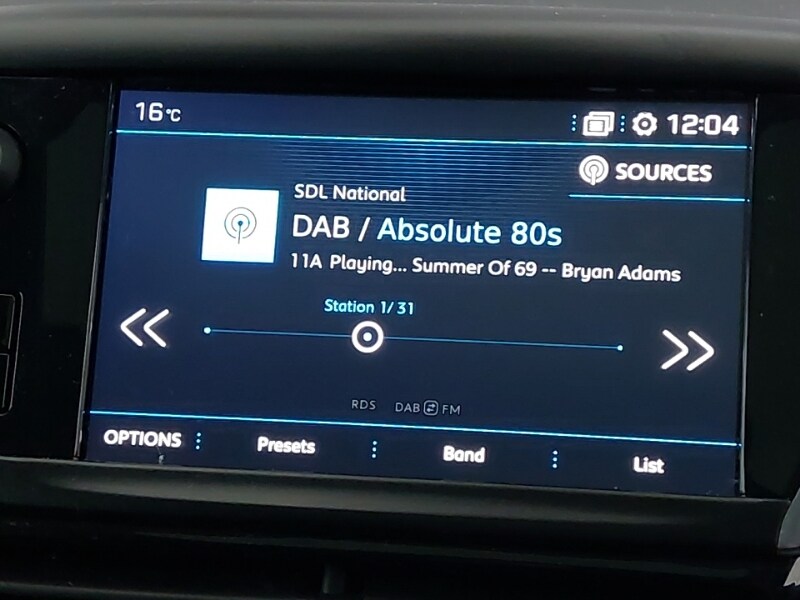 16°C
12:04
SOURCES
SDL National
DAB / Absolute 80s
11A Playing... Summer Of 69 -- Bryan Adams
Station 1/31
RDS DAB FM
OPTIONS Presets Band List